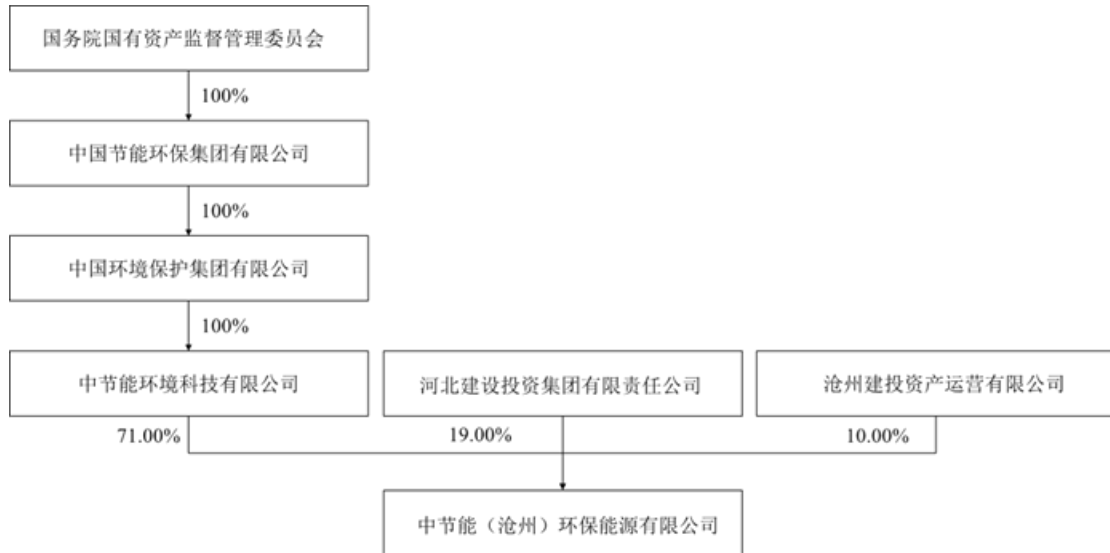 国务院国有资产监督管理委员会
100%
中国节能环保集团有限公司
100%
中国环境保护集团有限公司
100%
中节能环境科技有限公司
河北建设投资集团有限责任公司
沧州建投资产运营有限公司
71.00%
19.00%
10.00%
中节能（沧州）环保能源有限公司